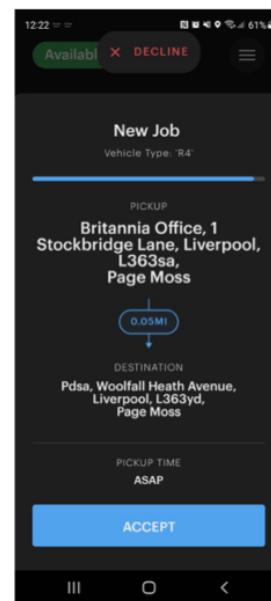 12:22
61%
Availabl
× DECLINE
New Job
Vehicle Type: 'R4'
PICKUP
Britannia Office, 1
Stockbridge Lane, Liverpool,
L363sa,
Page Moss
0.05MI
DESTINATION
Pdsa, Woolfall Heath Avenue,
Liverpool, L363yd,
Page Moss
PICKUP TIME
ASAP
ACCEPT